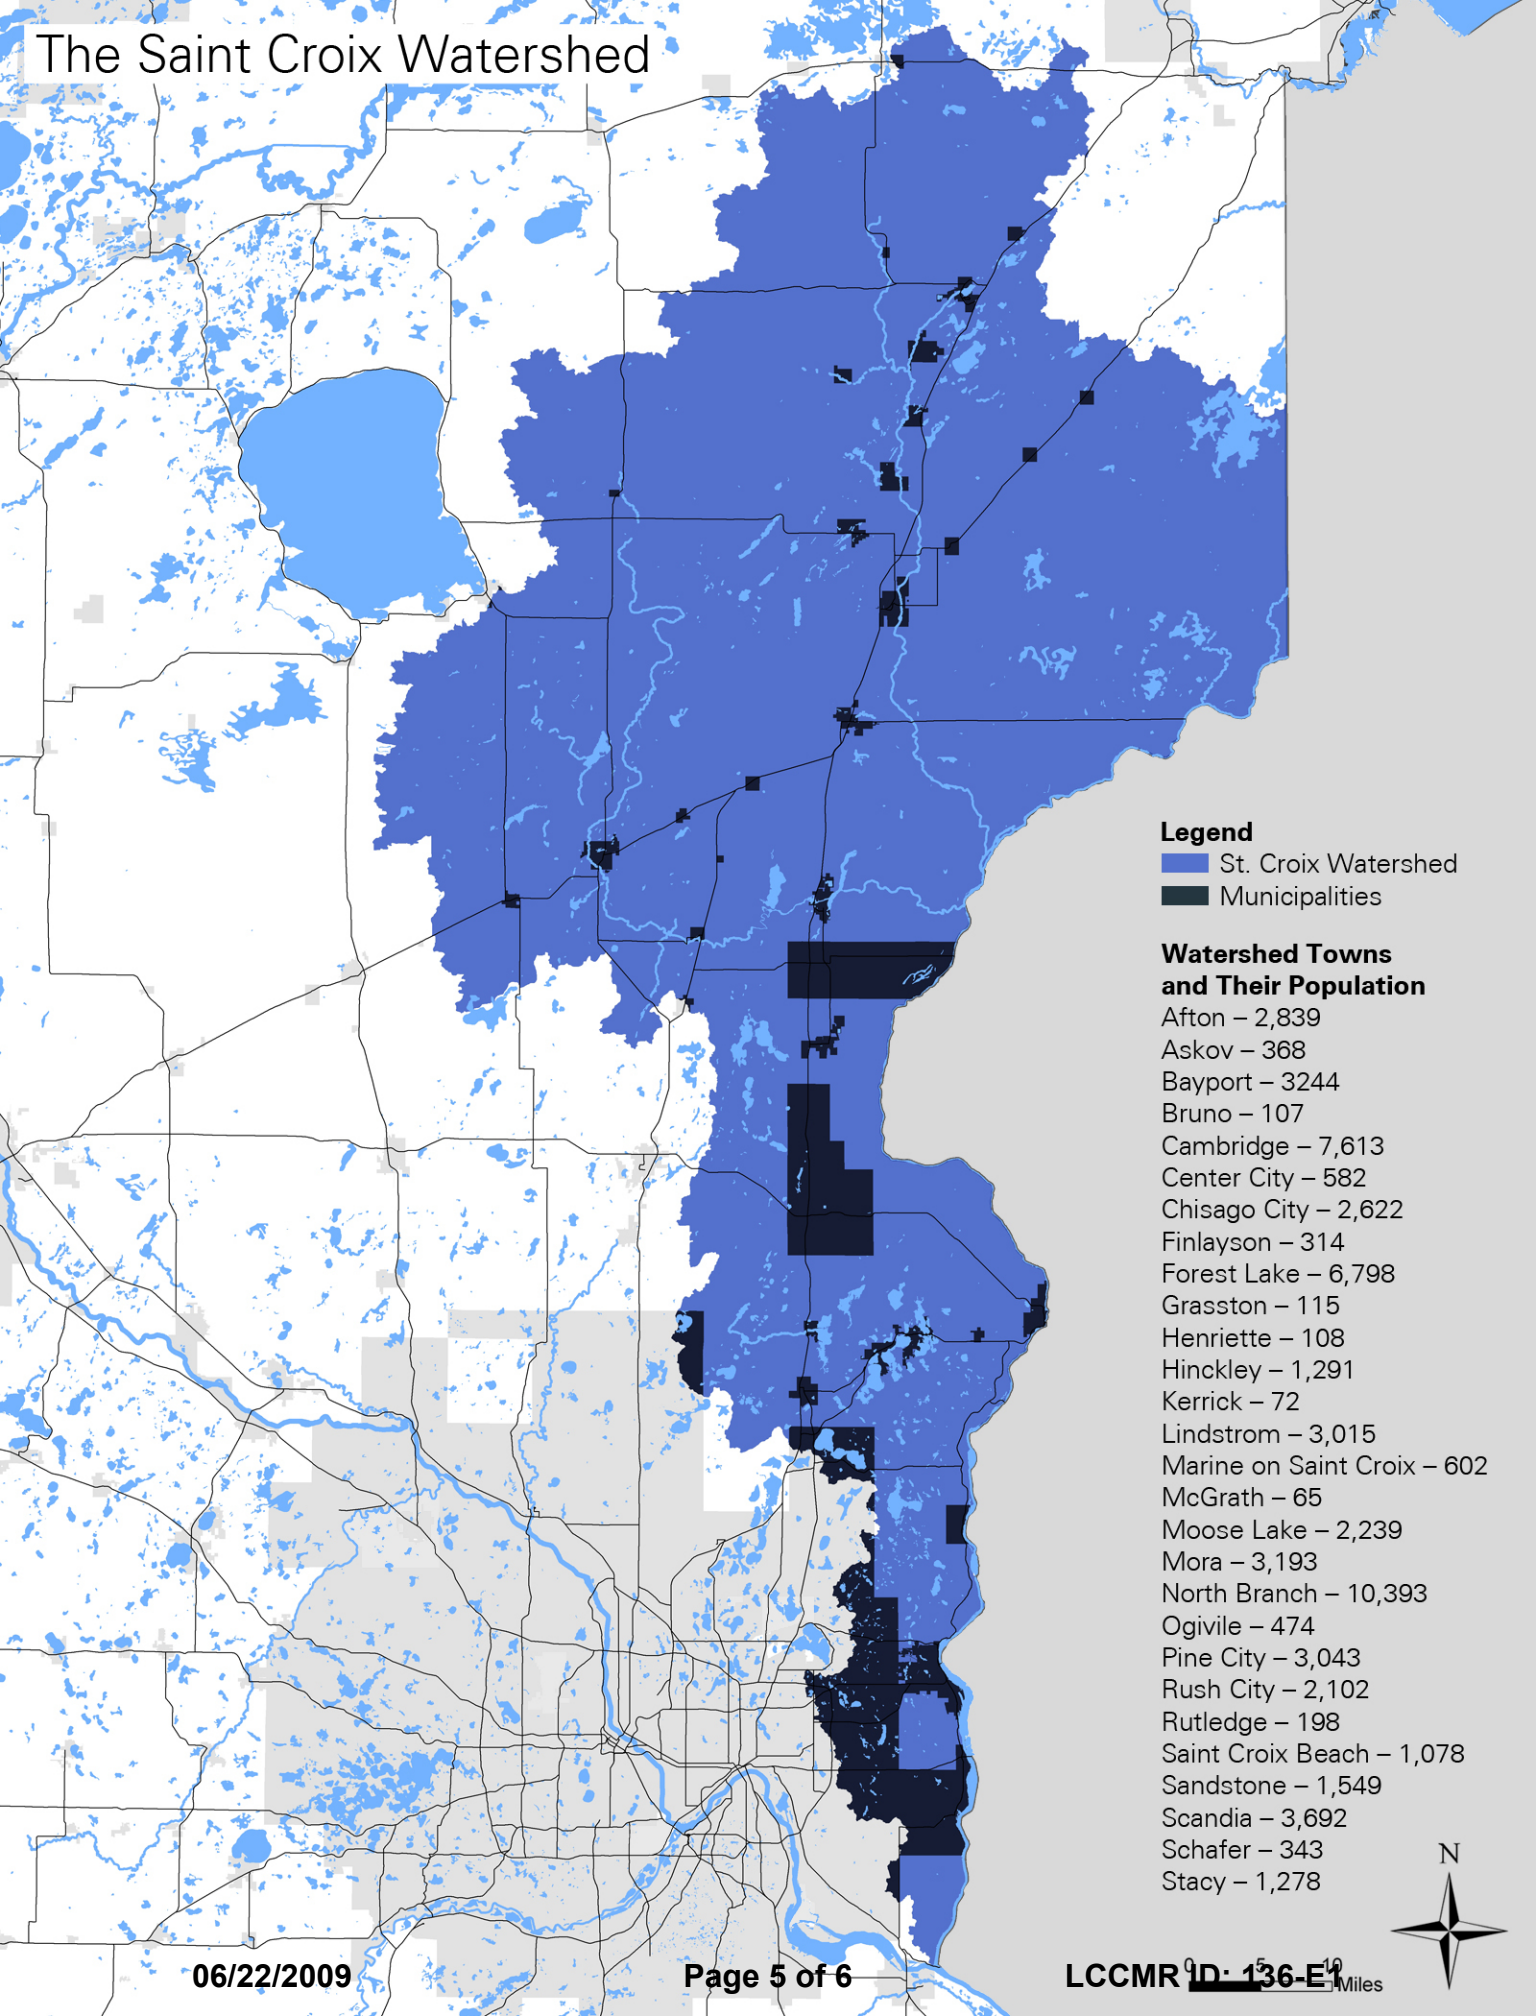 The Saint Croix Watershed
Legend
St. Croix Watershed
Municipalities
Watershed Towns
and Their Population
Afton – 2,839
Askov – 368
Bayport – 3244
Bruno – 107
Cambridge – 7,613
Center City – 582
Chisago City – 2,622
Finlayson – 314
Forest Lake – 6,798
Grasston – 115
Henriette – 108
Hinckley – 1,291
Kerrick – 72
Lindstrom – 3,015
Marine on Saint Croix – 602
McGrath – 65
Moose Lake – 2,239
Mora – 3,193
North Branch – 10,393
Ogivile – 474
Pine City – 3,043
Rush City – 2,102
Rutledge – 198
Saint Croix Beach – 1,078
Sandstone – 1,549
Scandia – 3,692
Schafer – 343
Stacy – 1,278
N
0 5 10
Miles
06/22/2009
Page 5 of 6
LCCMR ID: 136-E1